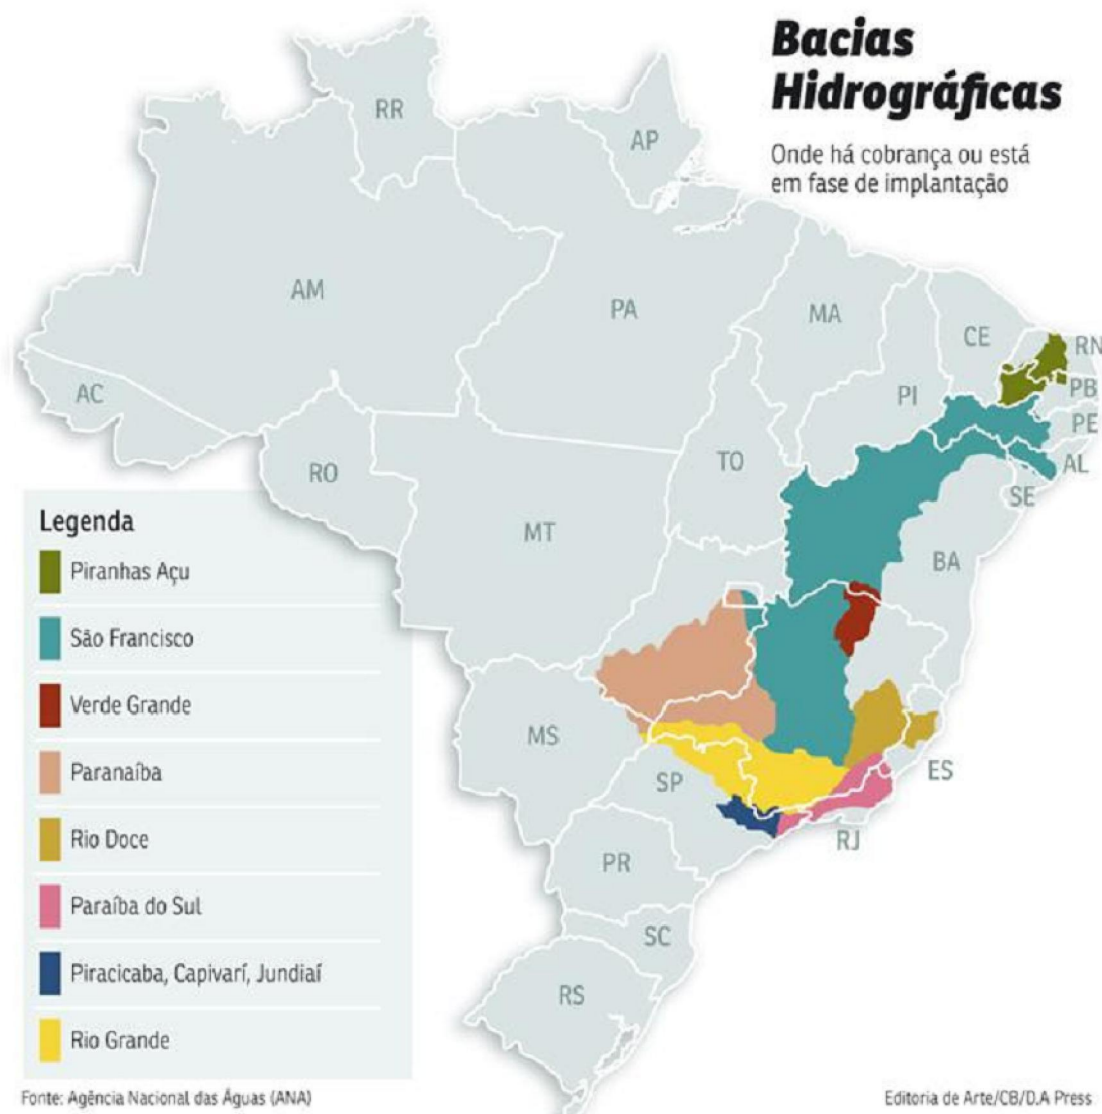 Bacias
Hidrográficas
Onde há cobrança ou está
em fase de implantação
RR
AP
AM
PA
MA
CE
RN
AC
PI
PB
PE
RO
TO
AL
SE
MT
BA
Legenda
Piranhas Açu
São Francisco
Verde Grande
Paranaíba
Rio Doce
Paraíba do Sul
Piracicaba, Capivarí, Jundiaí
Rio Grande
MS
ES
SP
RJ
PR
SC
RS
Fonte: Agência Nacional das Águas (ANA)
Editoria de Arte/CB/D.A Press